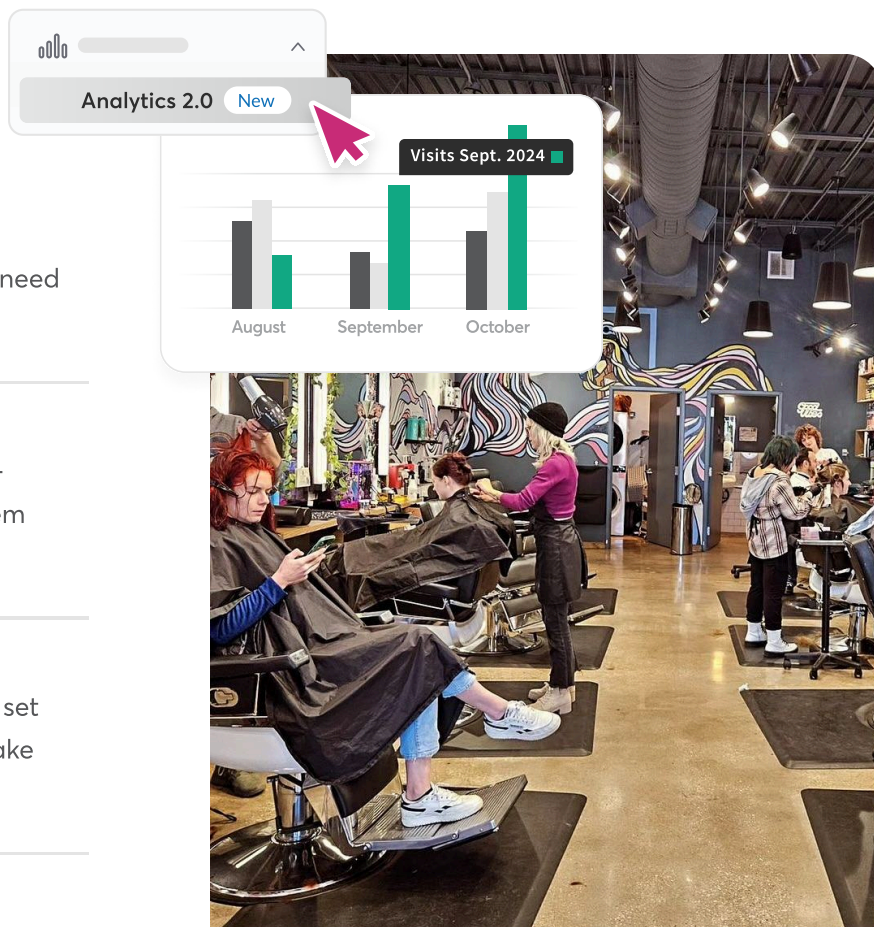 Analytics 2.0 New
Visits Sept. 2024
August September October
need
em
set
ake